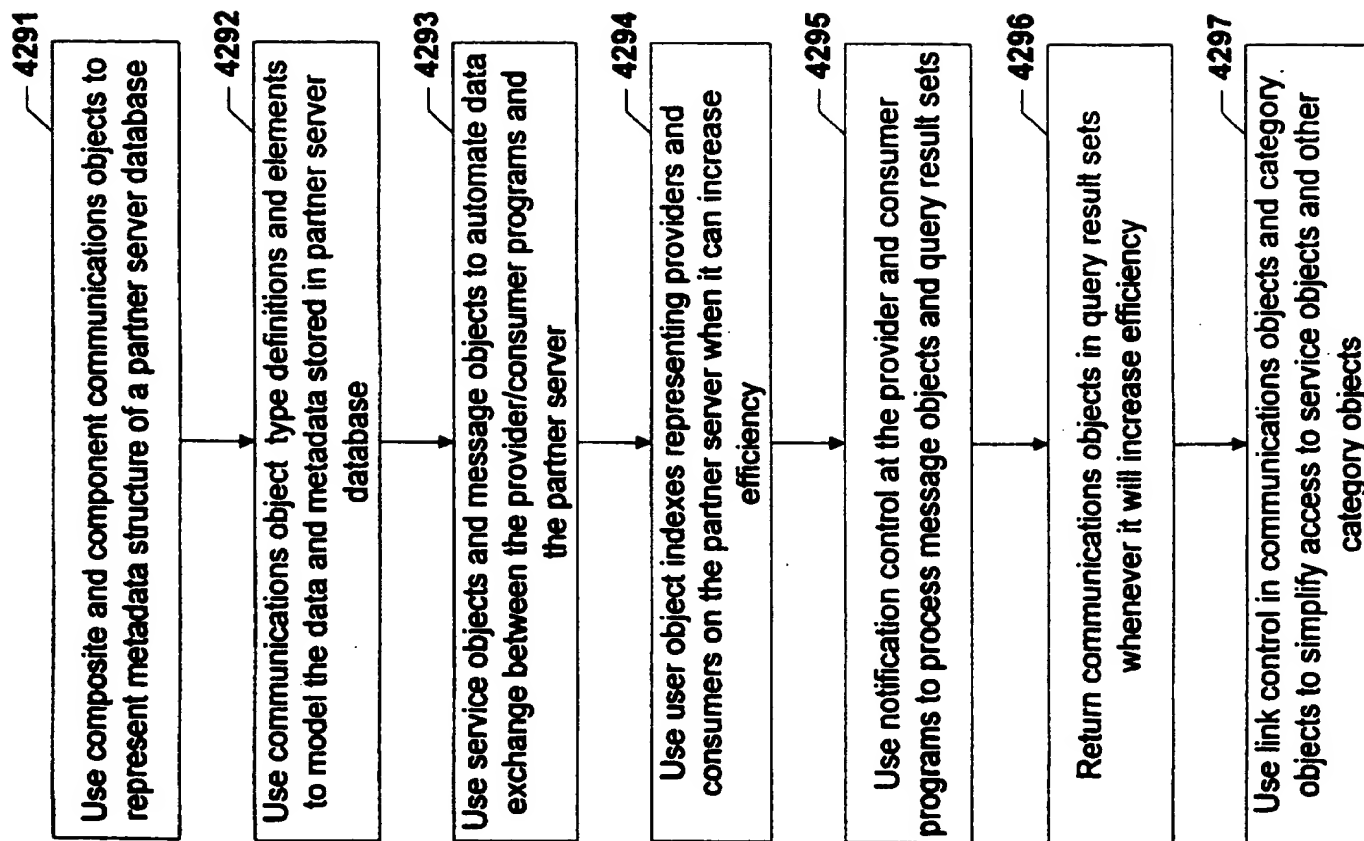 4291
Use composite and component communications objects to
represent metadata structure of a partner server database
4292
Use communications object type definitions and elements
to model the data and metadata stored in partner server
database
4293
Use service objects and message objects to automate data
exchange between the provider/consumer programs and
the partner server
4294
Use user object indexes representing providers and
consumers on the partner server when it can increase
efficiency
4295
Use notification control at the provider and consumer
programs to process message objects and query result sets
4296
Return communications objects in query result sets
whenever it will increase efficiency
4297
Use link control in communications objects and category
objects to simplify access to service objects and other
category objects